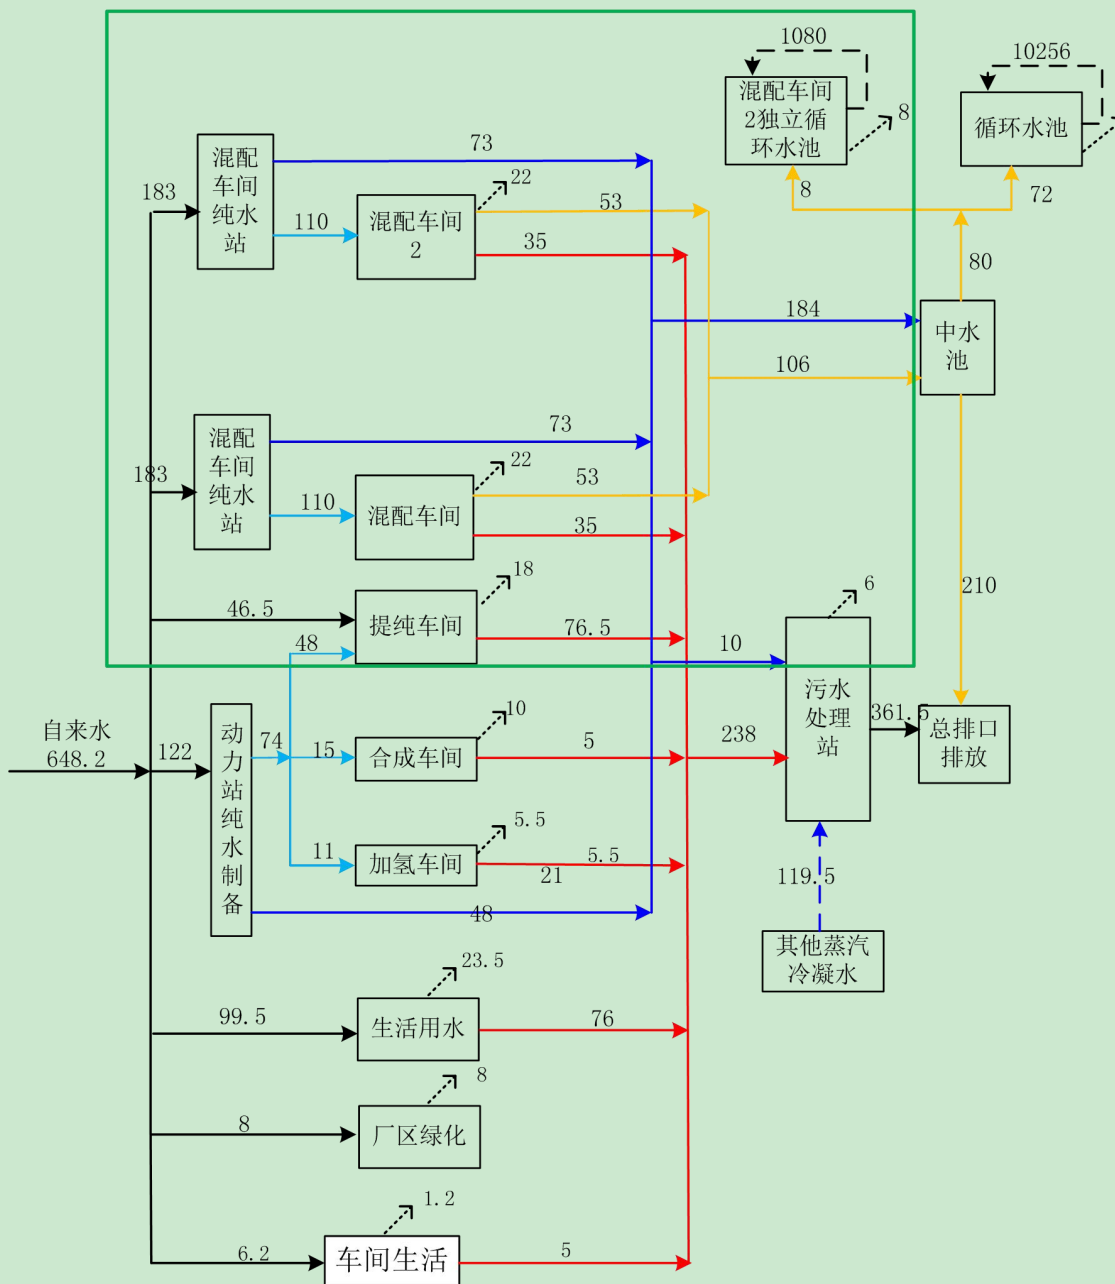 1080
10256
混配车间
2独立循
环水池
8
循环水池
混配
车间
纯水
站
183
73
110
22
混配车间
2
53
35
8
72
80
184
中水
池
106
混配
车间
纯水
站
183
73
110
22
混配车间
53
35
46.5
48
18
提纯车间
76.5
10
6
污水
处理
站
210
361.5
总排口
排放
自来水
648.2
122
动
力
站
纯
水
制
备
74
15
10
合成车间
5
238
11
5.5
加氢车间
5.5
21
48
119.5
其他蒸汽
冷凝水
99.5
23.5
生活用水
76
8
8
厂区绿化
6.2
1.2
车间生活
5